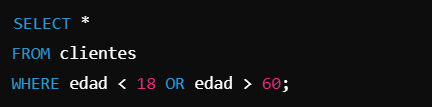 SELECT *
FROM clientes
WHERE edad < 18 OR edad > 60;